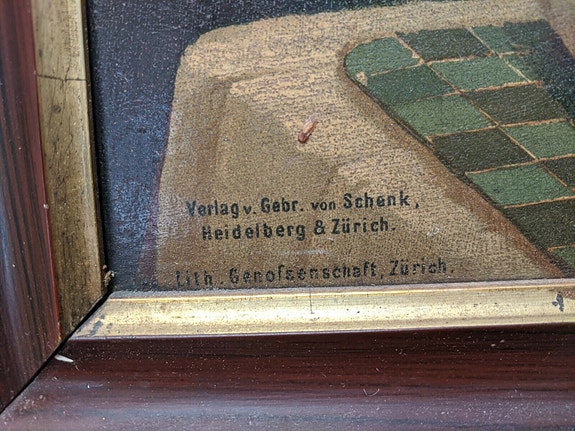 Verlag v. Gebr. von Schenk,
Heidelberg & Zürich.
Lith. Genoſsenschaft, Zürich.